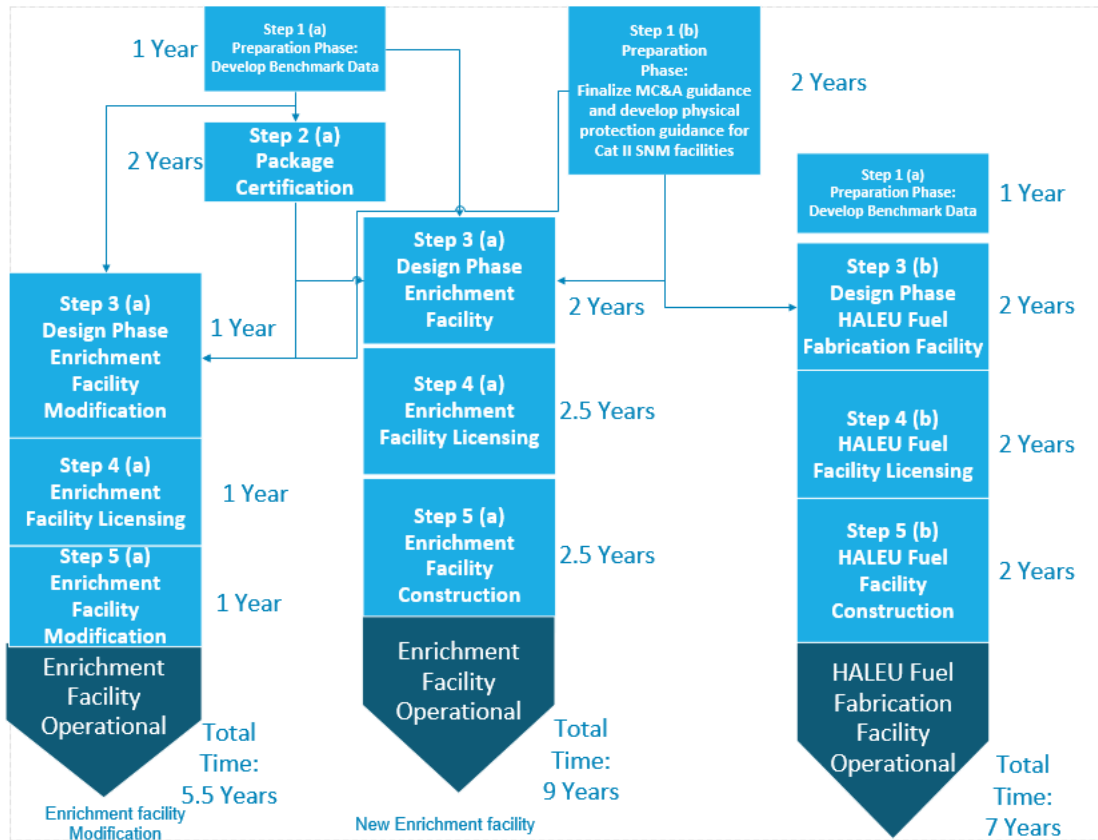 Step 1 (a)
Preparation Phase:
Develop Benchmark Data
1 Year
Step 1 (b)
Preparation
Phase:
Finalize MC&A guidance
and develop physical
protection guidance for
Cat II SNM facilities
2 Years
Step 2 (a)
Package
Certification
2 Years
Step 1 (a)
Preparation Phase:
Develop Benchmark Data
1 Year
Step 3 (a)
Design Phase
Enrichment
Facility
Modification
1 Year
Step 4 (a)
Enrichment
Facility Licensing
1 Year
Step 5 (a)
Enrichment
Facility
Modification
1 Year
Enrichment
Facility
Operational
Total
Time:
5.5 Years
Enrichment facility
Modification
Step 3 (a)
Design Phase
Enrichment
Facility
2 Years
Step 4 (a)
Enrichment
Facility Licensing
2.5 Years
Step 5 (a)
Enrichment
Facility
Construction
2.5 Years
Enrichment
Facility
Operational
Total
Time:
9 Years
New Enrichment facility
Step 3 (b)
Design Phase
HALEU Fuel
Fabrication Facility
2 Years
Step 4 (b)
HALEU Fuel
Facility Licensing
2 Years
Step 5 (b)
HALEU Fuel
Facility
Construction
2 Years
HALEU Fuel
Fabrication
Facility
Operational
Total
Time:
7 Years